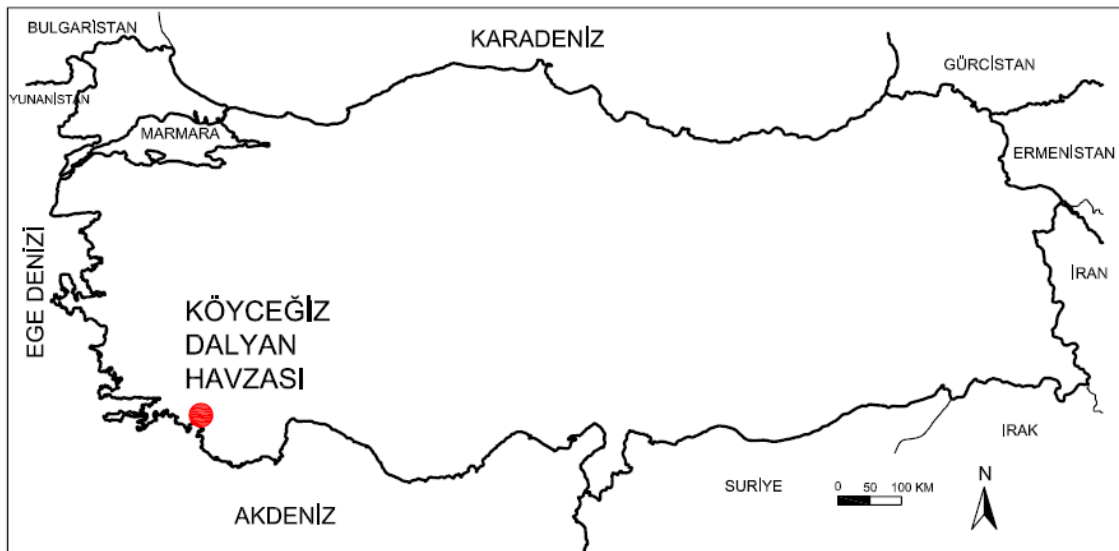 BULGARİSTAN
KARADENİZ
GÜRCİSTAN
YUNANİSTAN
MARMARA
ERMENİSTAN
EGE DENİZİ
İRAN
KÖYCEĞİZ
DALYAN
HAVZASI
IRAK
SURİYE
0 50 100 KM
N
AKDENİZ